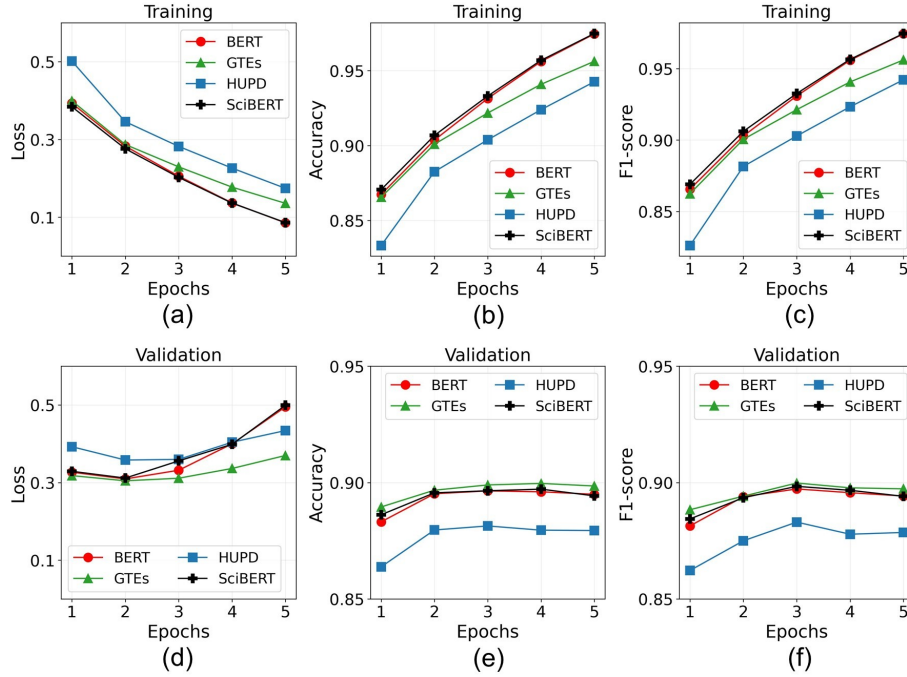 Training
Loss
0.5
0.3
0.1
BERT
GTEs
HUPD
SciBERT
1 2 3 4 5
Epochs
(a)
Training
Accuracy
0.95
0.90
0.85
BERT
GTEs
HUPD
SciBERT
1 2 3 4 5
Epochs
(b)
Training
F1-score
0.95
0.90
0.85
BERT
GTEs
HUPD
SciBERT
1 2 3 4 5
Epochs
(c)
Validation
Loss
0.5
0.3
0.1
BERT HUPD
GTEs SciBERT
1 2 3 4 5
Epochs
(d)
Validation
Accuracy
0.95
0.90
0.85
BERT HUPD
GTEs SciBERT
1 2 3 4 5
Epochs
(e)
Validation
F1-score
0.95
0.90
0.85
BERT HUPD
GTEs SciBERT
1 2 3 4 5
Epochs
(f)